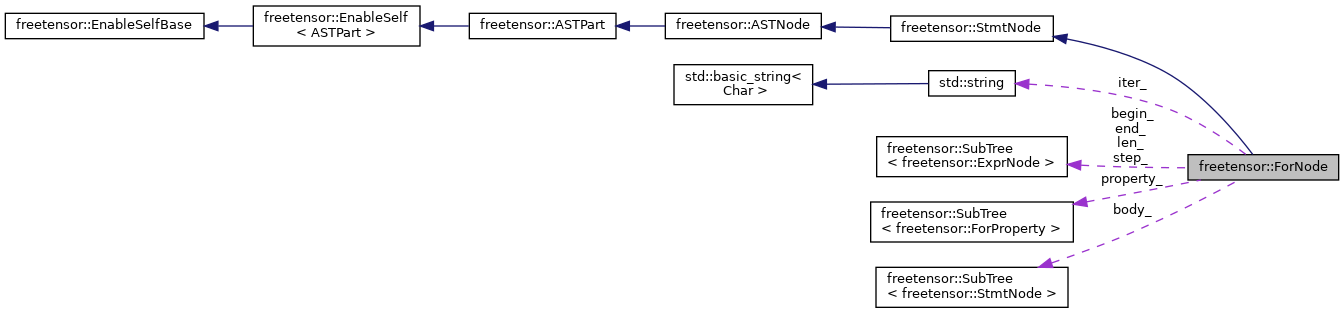 freetensor::EnableSelfBase
freetensor::EnableSelf
< ASTPart >
freetensor::ASTPart
freetensor::ASTNode
freetensor::StmtNode
std::basic_string<
Char >
std::string
iter_
begin_
end_
len_
step_
freetensor::SubTree
< freetensor::ExprNode >
freetensor::ForNode
property_
freetensor::SubTree
< freetensor::ForProperty >
body_
freetensor::SubTree
< freetensor::StmtNode >